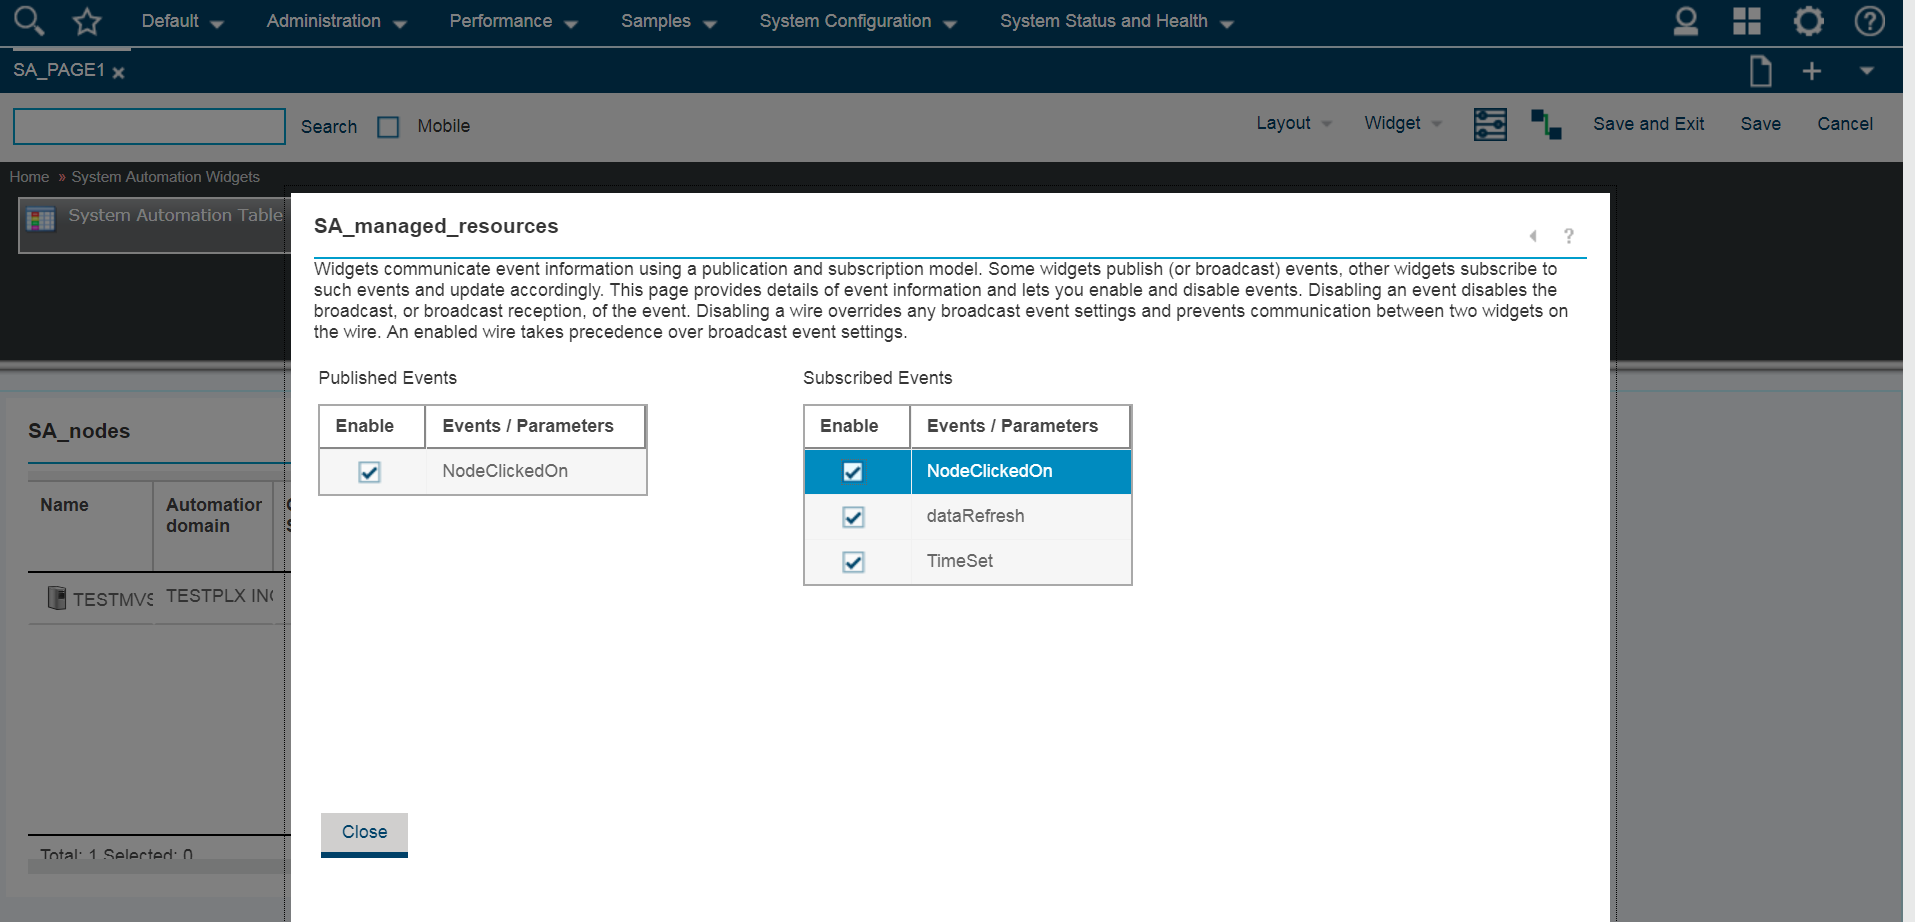 Default Administration Performance Samples System Configuration System Status and Health
SA_PAGE1
Search Mobile Layout Widget Save and Exit Save Cancel
Home » System Automation Widgets
System Automation Table
SA_managed_resources
?
Widgets communicate event information using a publication and subscription model. Some widgets publish (or broadcast) events, other widgets subscribe to
such events and update accordingly. This page provides details of event information and lets you enable and disable events. Disabling an event disables the
broadcast, or broadcast reception, of the event. Disabling a wire overrides any broadcast event settings and prevents communication between two widgets on
the wire. An enabled wire takes precedence over broadcast event settings.
Published Events Subscribed Events
Enable Events / Parameters Enable Events / Parameters
NodeClickedOn NodeClickedOn
dataRefresh
TimeSet
Close
SA_nodes
Name Automation
domain
TESTMVS TESTPLX
Total: 1 Selected: 0